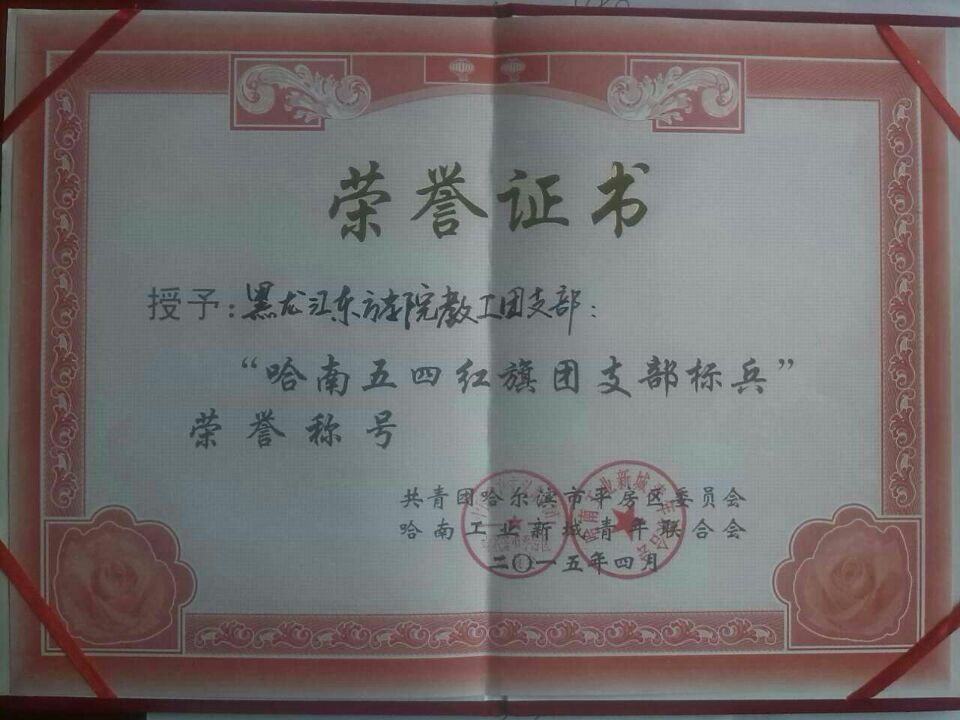 荣誉证书
授予:黑龙江东方学院教工团支部:
“哈南五四红旗团支部标兵”
荣誉称号
共青团哈尔滨市平房区委员会
哈南工业新城青年联合会
二〇一五年四月